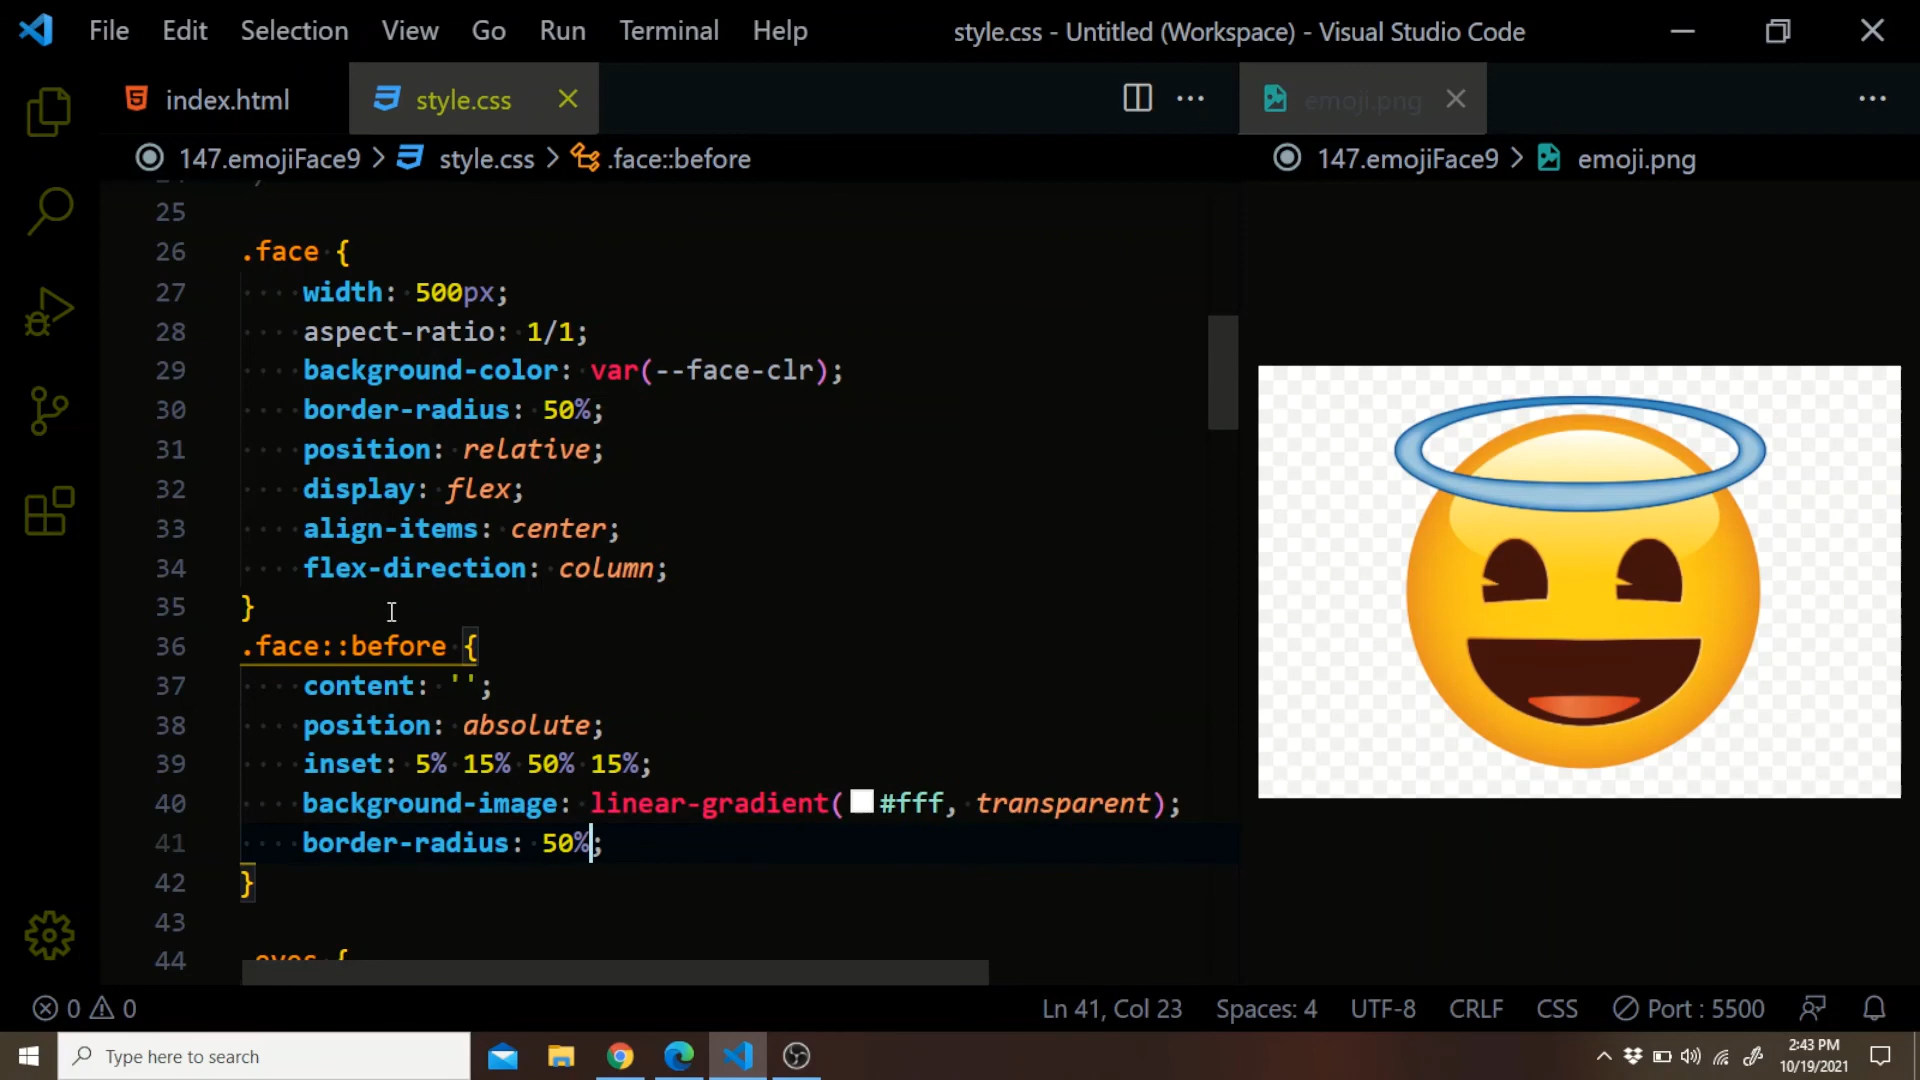 File Edit Selection View Go Run Terminal Help style.css - Untitled (Workspace) - Visual Studio Code
index.html style.css emoji.png
147.emojiFace9 > style.css > .face::before 147.emojiFace9 > emoji.png
25
26 .face {
27 width: 500px;
28 aspect-ratio: 1/1;
29 background-color: var(--face-clr);
30 border-radius: 50%;
31 position: relative;
32 display: flex;
33 align-items: center;
34 flex-direction: column;
35 }
36 .face::before {
37 content: '';
38 position: absolute;
39 inset: 5% 15% 50% 15%;
40 background-image: linear-gradient(#fff, transparent);
41 border-radius: 50%;
42 }
43
44 .eyes {
0 0 Ln 41, Col 23 Spaces: 4 UTF-8 CRLF CSS Port : 5500
Type here to search
2:43 PM
10/19/2021